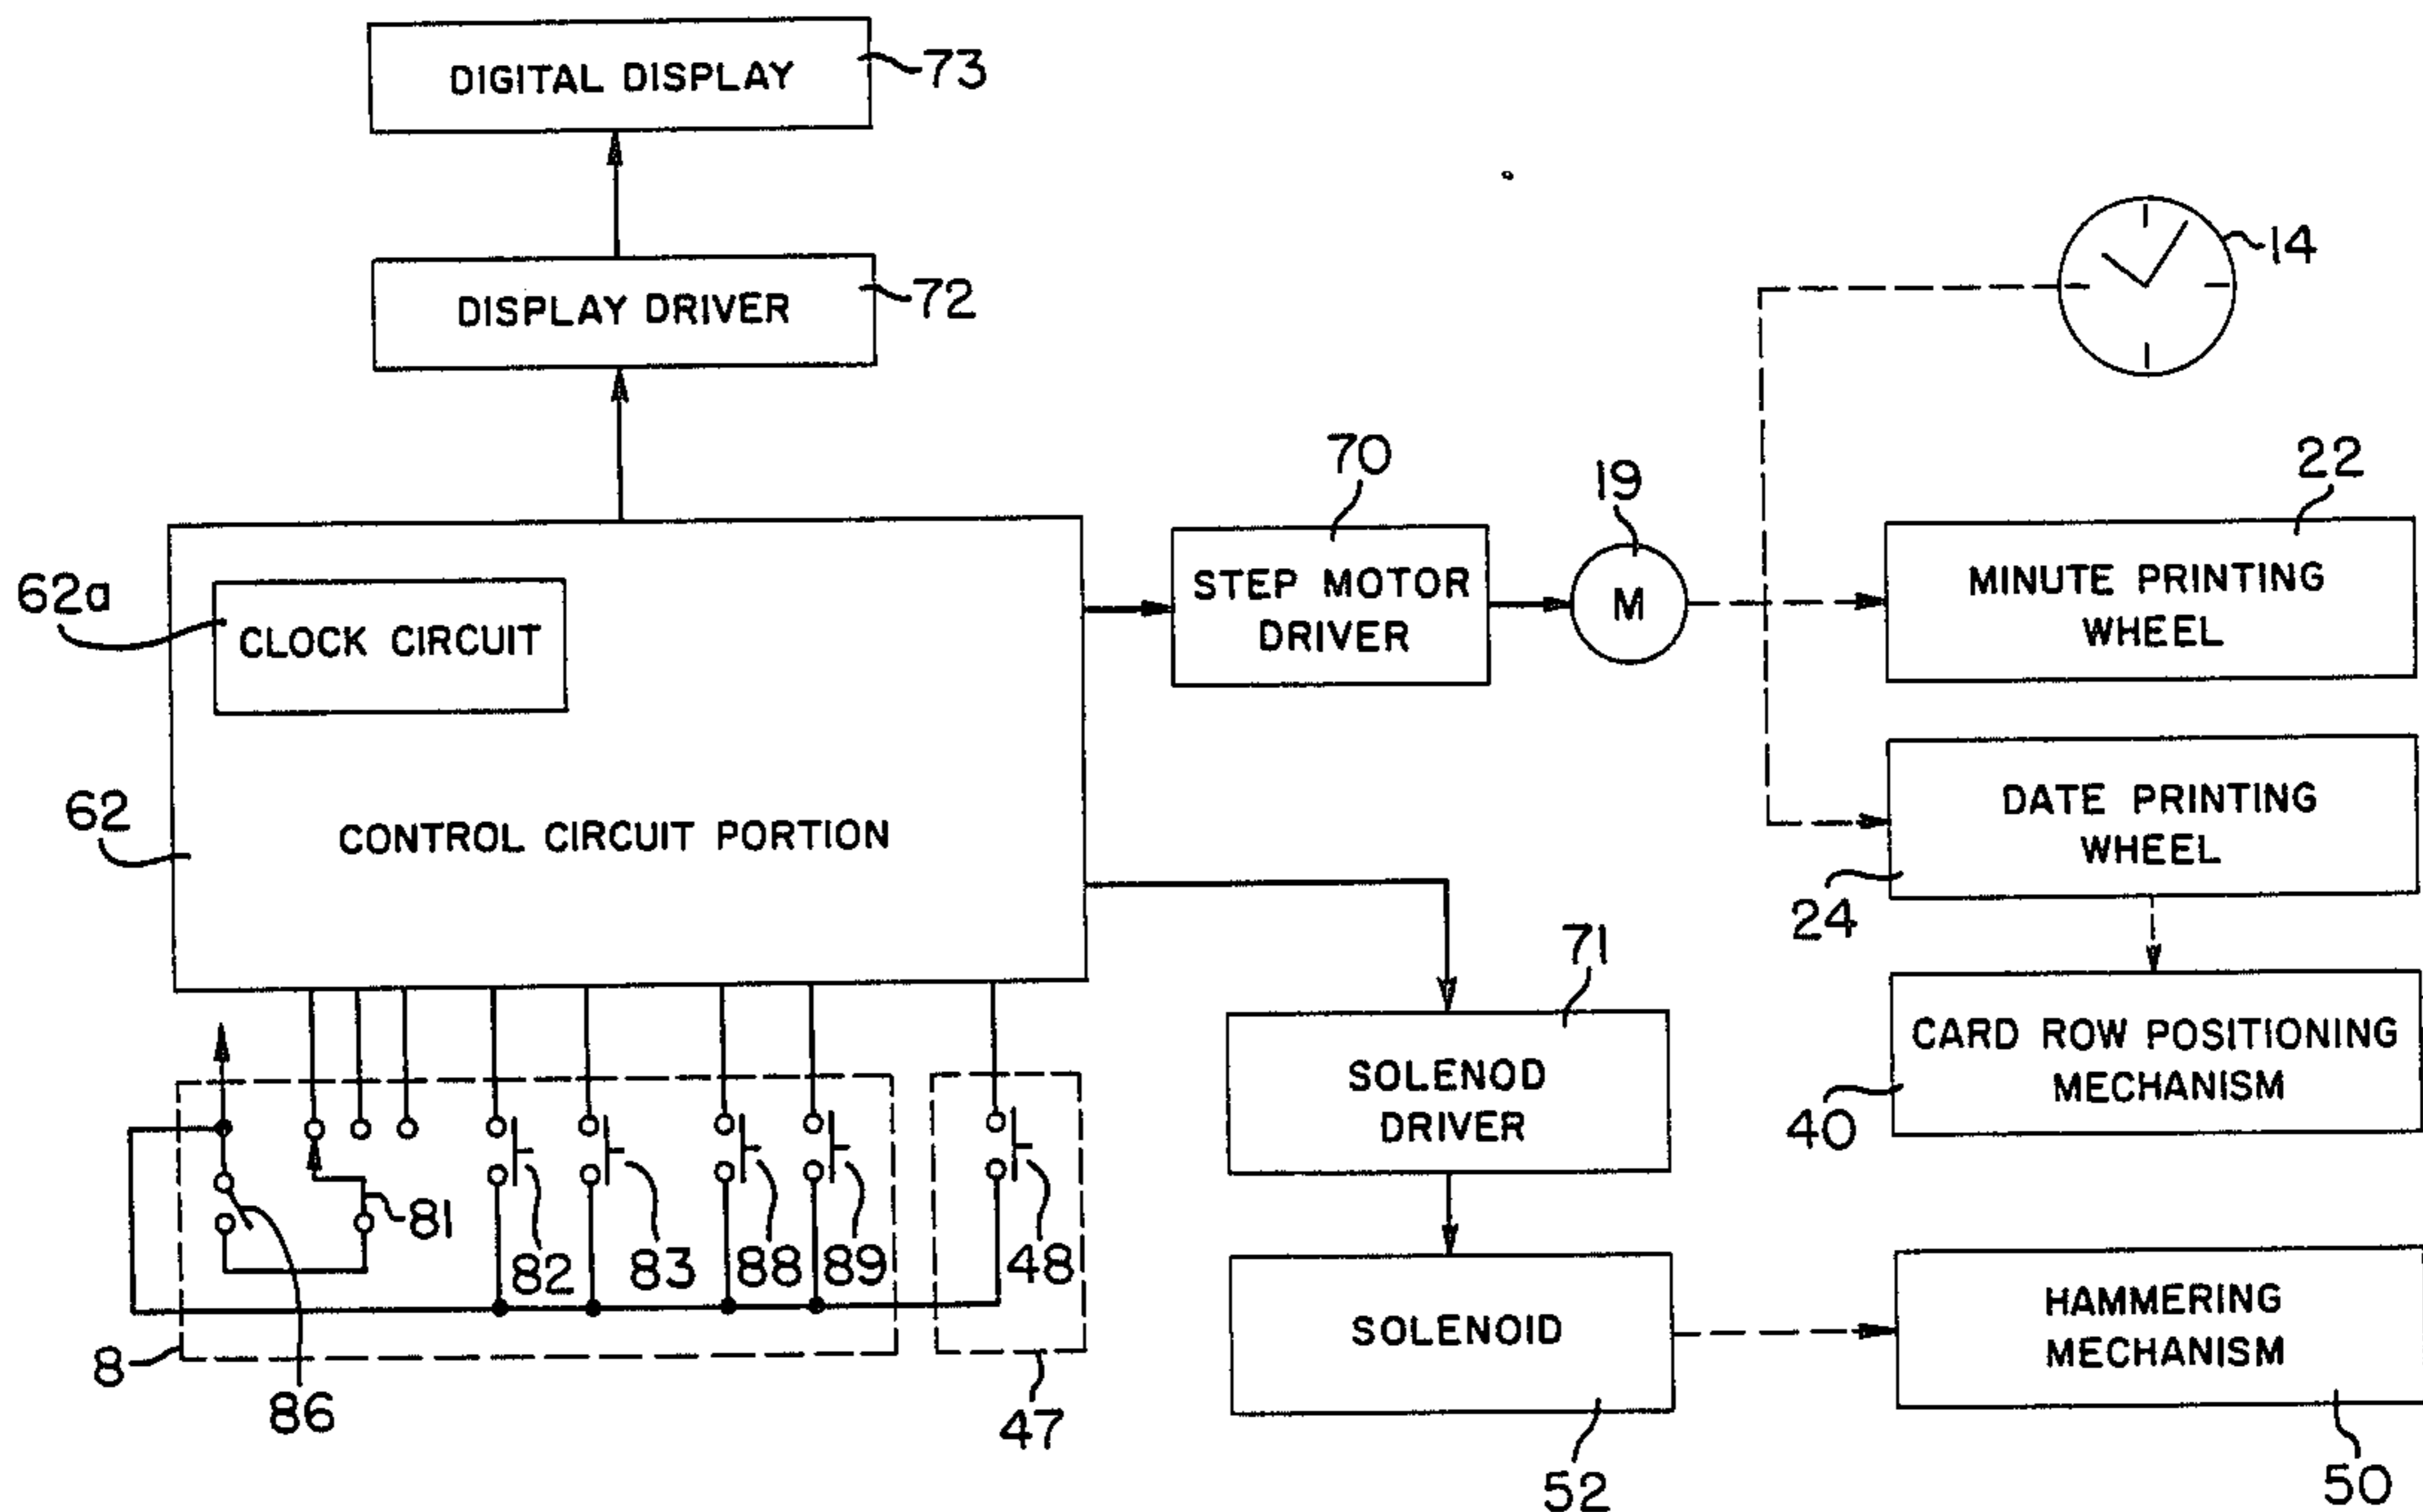 DIGITAL DISPLAY
73
DISPLAY DRIVER
72
14
70
19
22
62a
CLOCK CIRCUIT
STEP MOTOR
DRIVER
M
MINUTE PRINTING
WHEEL
62
CONTROL CIRCUIT PORTION
DATE PRINTING
WHEEL
24
71
SOLENOD
DRIVER
CARD ROW POSITIONING
MECHANISM
40
81
82
83
88
89
48
8
86
47
SOLENOID
52
HAMMERING
MECHANISM
50